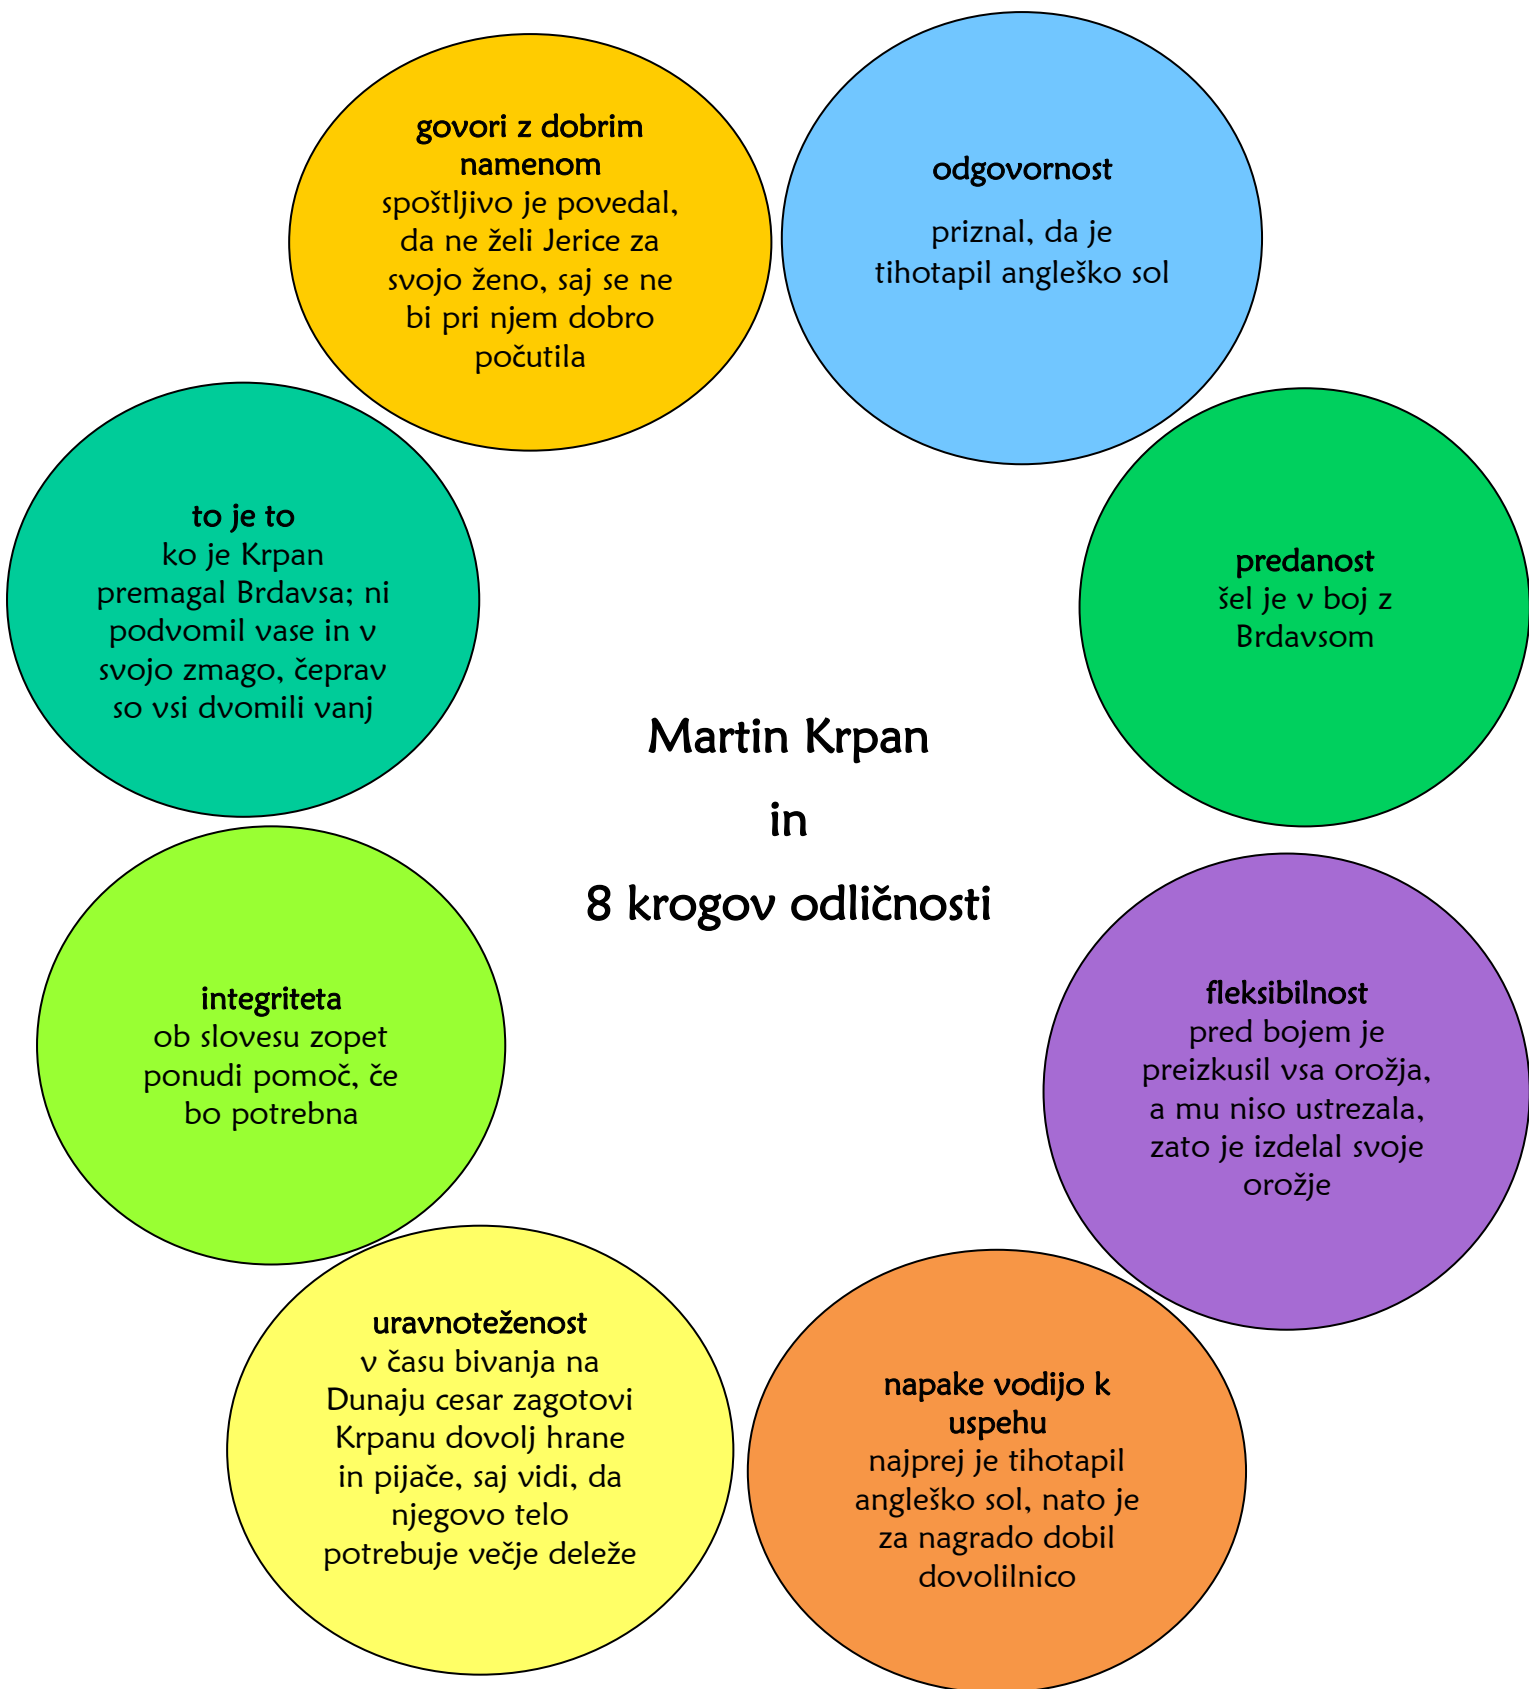 govori z dobrim
namenom
spoštljivo je povedal,
da ne želi Jerice za
svojo ženo, saj se ne
bi pri njem dobro
počutila
odgovornost
priznal, da je
tihotapil angleško sol
to je to
ko je Krpan
premagal Brdavsa; ni
podvomil vase in v
svojo zmago, čeprav
so vsi dvomili vanj
predanost
šel je v boj z
Brdavsom
Martin Krpan
in
8 krogov odličnosti
integriteta
ob slovesu zopet
ponudi pomoč, če
bo potrebna
fleksibilnost
pred bojem je
preizkusil vsa orožja,
a mu niso ustrezala,
zato je izdelal svoje
orožje
uravnoteženost
v času bivanja na
Dunaju cesar zagotovi
Krpanu dovolj hrane
in pijače, saj vidi, da
njegovo telo
potrebuje večje deleže
napake vodijo k
uspehu
najprej je tihotapil
angleško sol, nato je
za nagrado dobil
dovolilnico